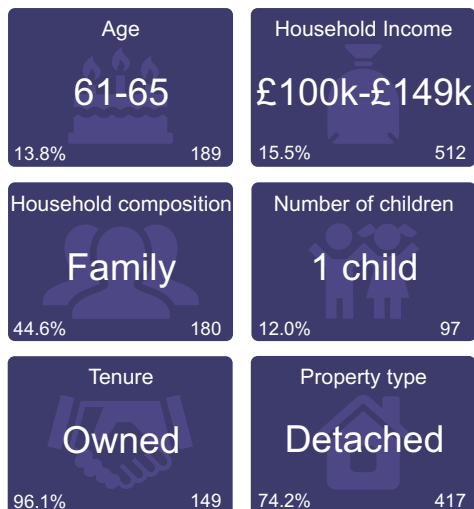 Age
61-65
13.8% 189
Household Income
£100k-£149k
15.5% 512
Household composition
Family
44.6% 180
Number of children
1 child
12.0% 97
Tenure
Owned
96.1% 149
Property type
Detached
74.2% 417